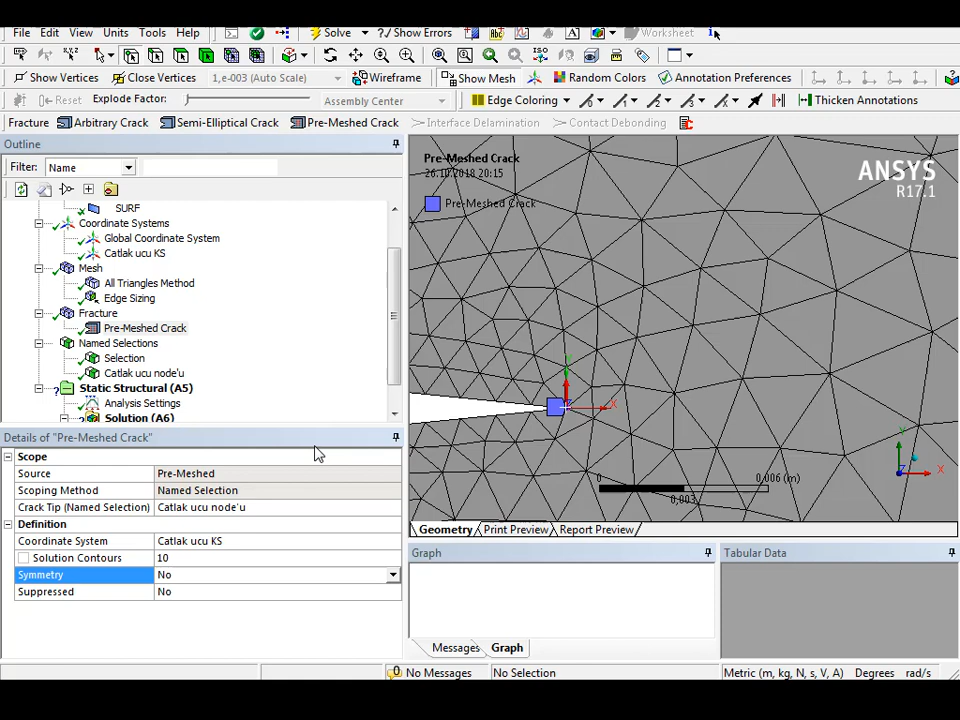 File Edit View Units Tools Help Solve Show Errors Worksheet
Show Vertices Close Vertices 1,e-003 (Auto Scale) Wireframe Show Mesh Random Colors Annotation Preferences
Reset Explode Factor: Assembly Center Edge Coloring Thicken Annotations
Fracture Arbitrary Crack Semi-Elliptical Crack Pre-Meshed Crack Interface Delamination Contact Debonding
Outline
Filter: Name
SURF
Coordinate Systems
Global Coordinate System
Catlak ucu KS
Mesh
All Triangles Method
Edge Sizing
Fracture
Pre-Meshed Crack
Named Selections
Selection
Catlak ucu node'u
Static Structural (A5)
Analysis Settings
Solution (A6)
Pre-Meshed Crack
26.10.2018 20:15
Pre-Meshed Crack
ANSYS
R17.1
Y
X
Y
X
Z
0
0,006 (m)
0,003
Details of "Pre-Meshed Crack"
Scope
Source Pre-Meshed
Scoping Method Named Selection
Crack Tip (Named Selection) Catlak ucu node'u
Definition
Coordinate System Catlak ucu KS
Solution Contours 10
Symmetry No
Suppressed No
Geometry Print Preview Report Preview
Graph
Tabular Data
Messages Graph
0 No Messages No Selection Metric (m, kg, N, s, V, A) Degrees rad/s